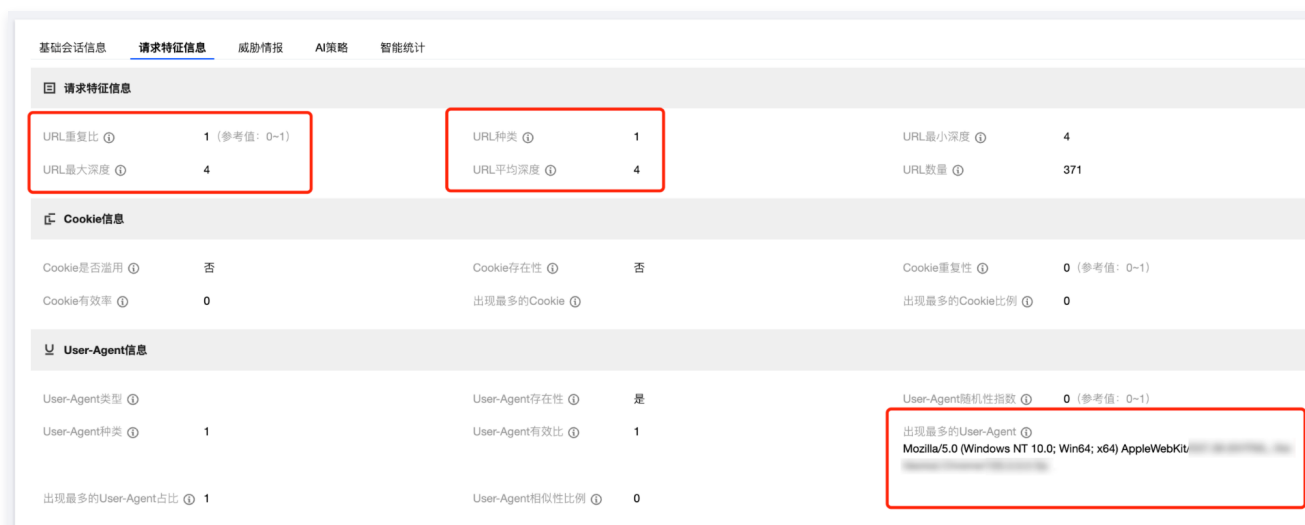 基础会话信息 请求特征信息 威胁情报 AI策略 智能统计
请求特征信息
URL重复比 1（参考值：0~1） URL种类 1 URL最小深度 4
URL最大深度 4 URL平均深度 4 URL数量 371
Cookie信息
Cookie是否滥用 否 Cookie存在性 否 Cookie重复性 0（参考值：0~1）
Cookie有效率 0 出现最多的Cookie 出现最多的Cookie比例 0
User-Agent信息
User-Agent类型 User-Agent存在性 是 User-Agent随机性指数 0（参考值：0~1）
User-Agent种类 1 User-Agent有效比 1 出现最多的User-Agent
Mozilla/5.0 (Windows NT 10.0; Win64; x64) AppleWebKit/
出现最多的User-Agent占比 1 User-Agent相似性比例 0